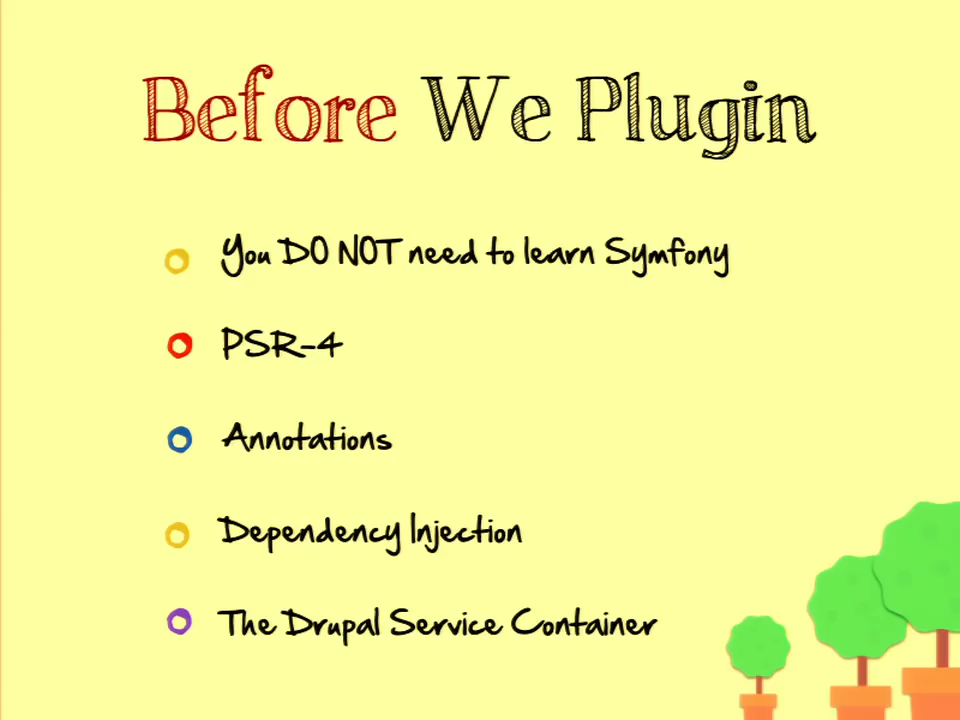 Before We Plugin
You DO NOT need to learn Symfony
PSR-4
Annotations
Dependency Injection
The Drupal Service Container